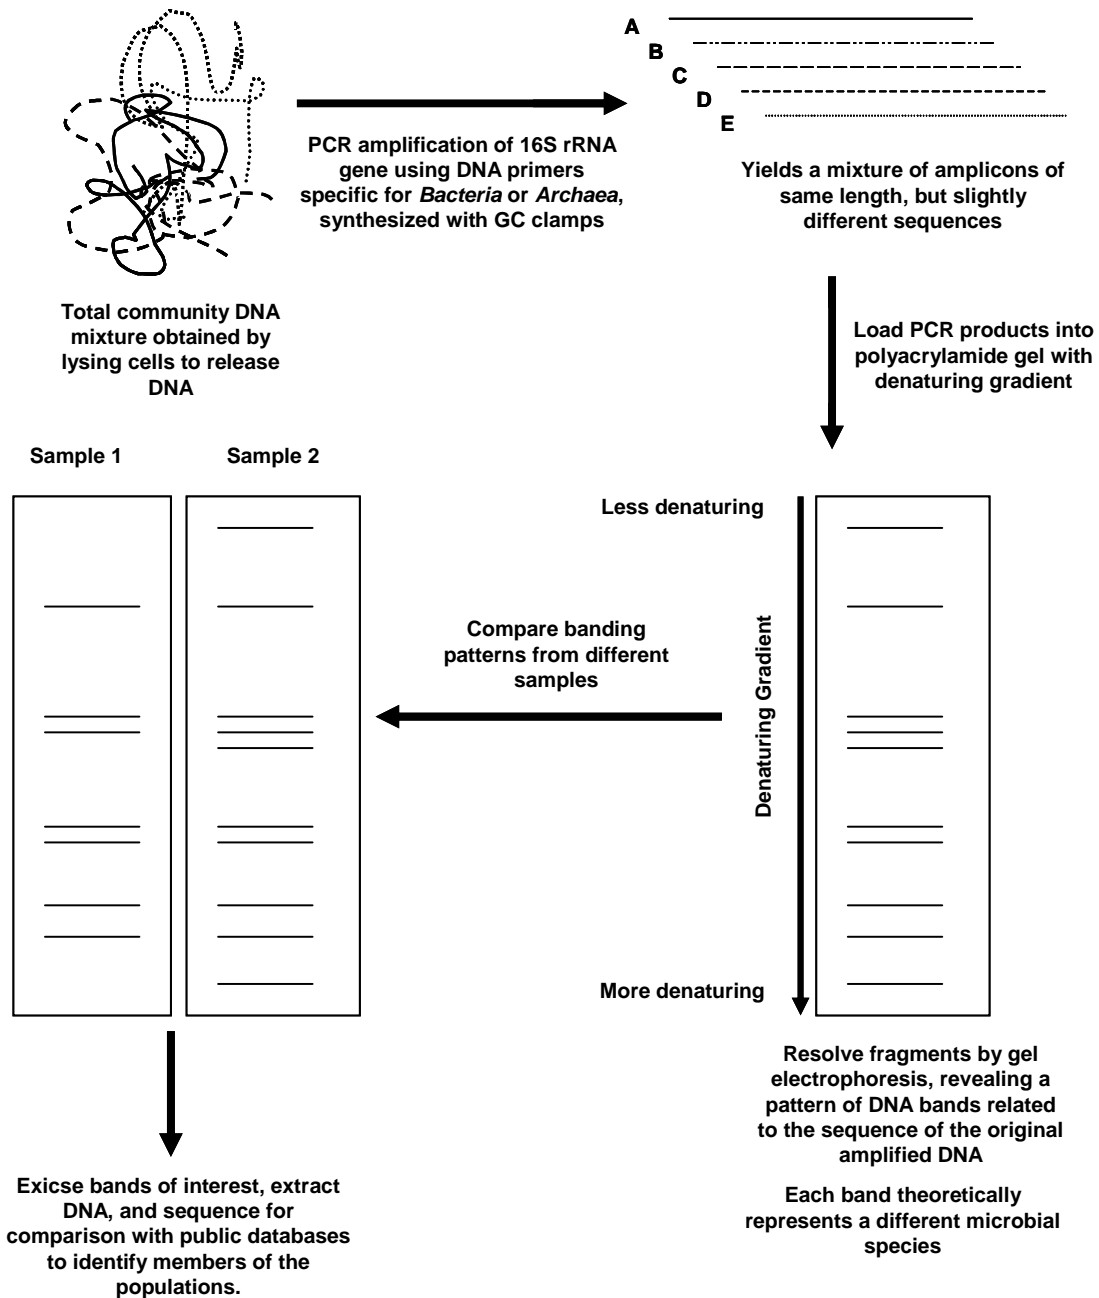 A
B
C
D
E
PCR amplification of 16S rRNA
gene using DNA primers
specific for Bacteria or Archaea,
synthesized with GC clamps
Yields a mixture of amplicons of
same length, but slightly
different sequences
Total community DNA
mixture obtained by
lysing cells to release
DNA
Load PCR products into
polyacrylamide gel with
denaturing gradient
Sample 1
Sample 2
Less denaturing
Denaturing Gradient
More denaturing
Compare banding
patterns from different
samples
Resolve fragments by gel
electrophoresis, revealing a
pattern of DNA bands related
to the sequence of the original
amplified DNA
Each band theoretically
represents a different microbial
species
Exicse bands of interest, extract
DNA, and sequence for
comparison with public databases
to identify members of the
populations.